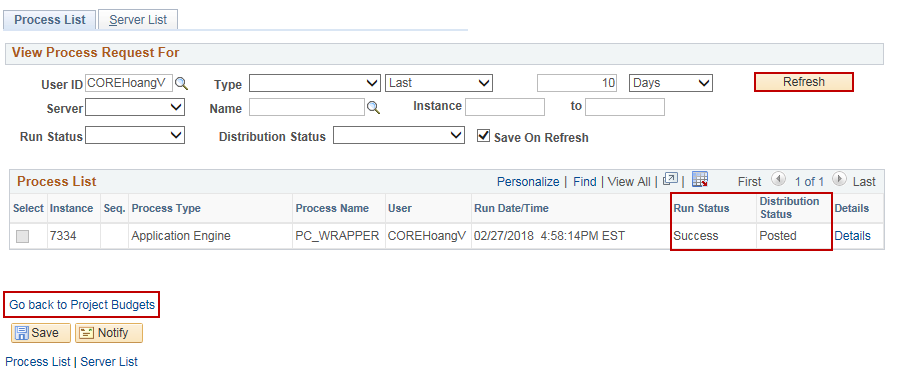 Process List Server List
View Process Request For
User ID COREHoangV Type Last 10 Days Refresh
Server Name Instance to
Run Status Distribution Status Save On Refresh
Process List Personalize | Find | View All | | First 1 of 1 Last
Select Instance Seq. Process Type Process Name User Run Date/Time Run Status Distribution Status Details
7334 Application Engine PC_WRAPPER COREHoangV 02/27/2018 4:58:14PM EST Success Posted Details
Go back to Project Budgets
Save Notify
Process List | Server List